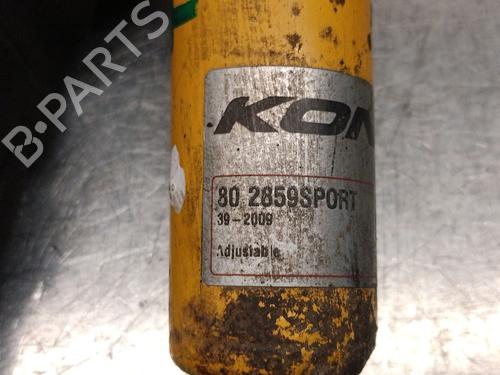 B-PARTS
KON
80 2859SPORT
39-2009
Adjustable